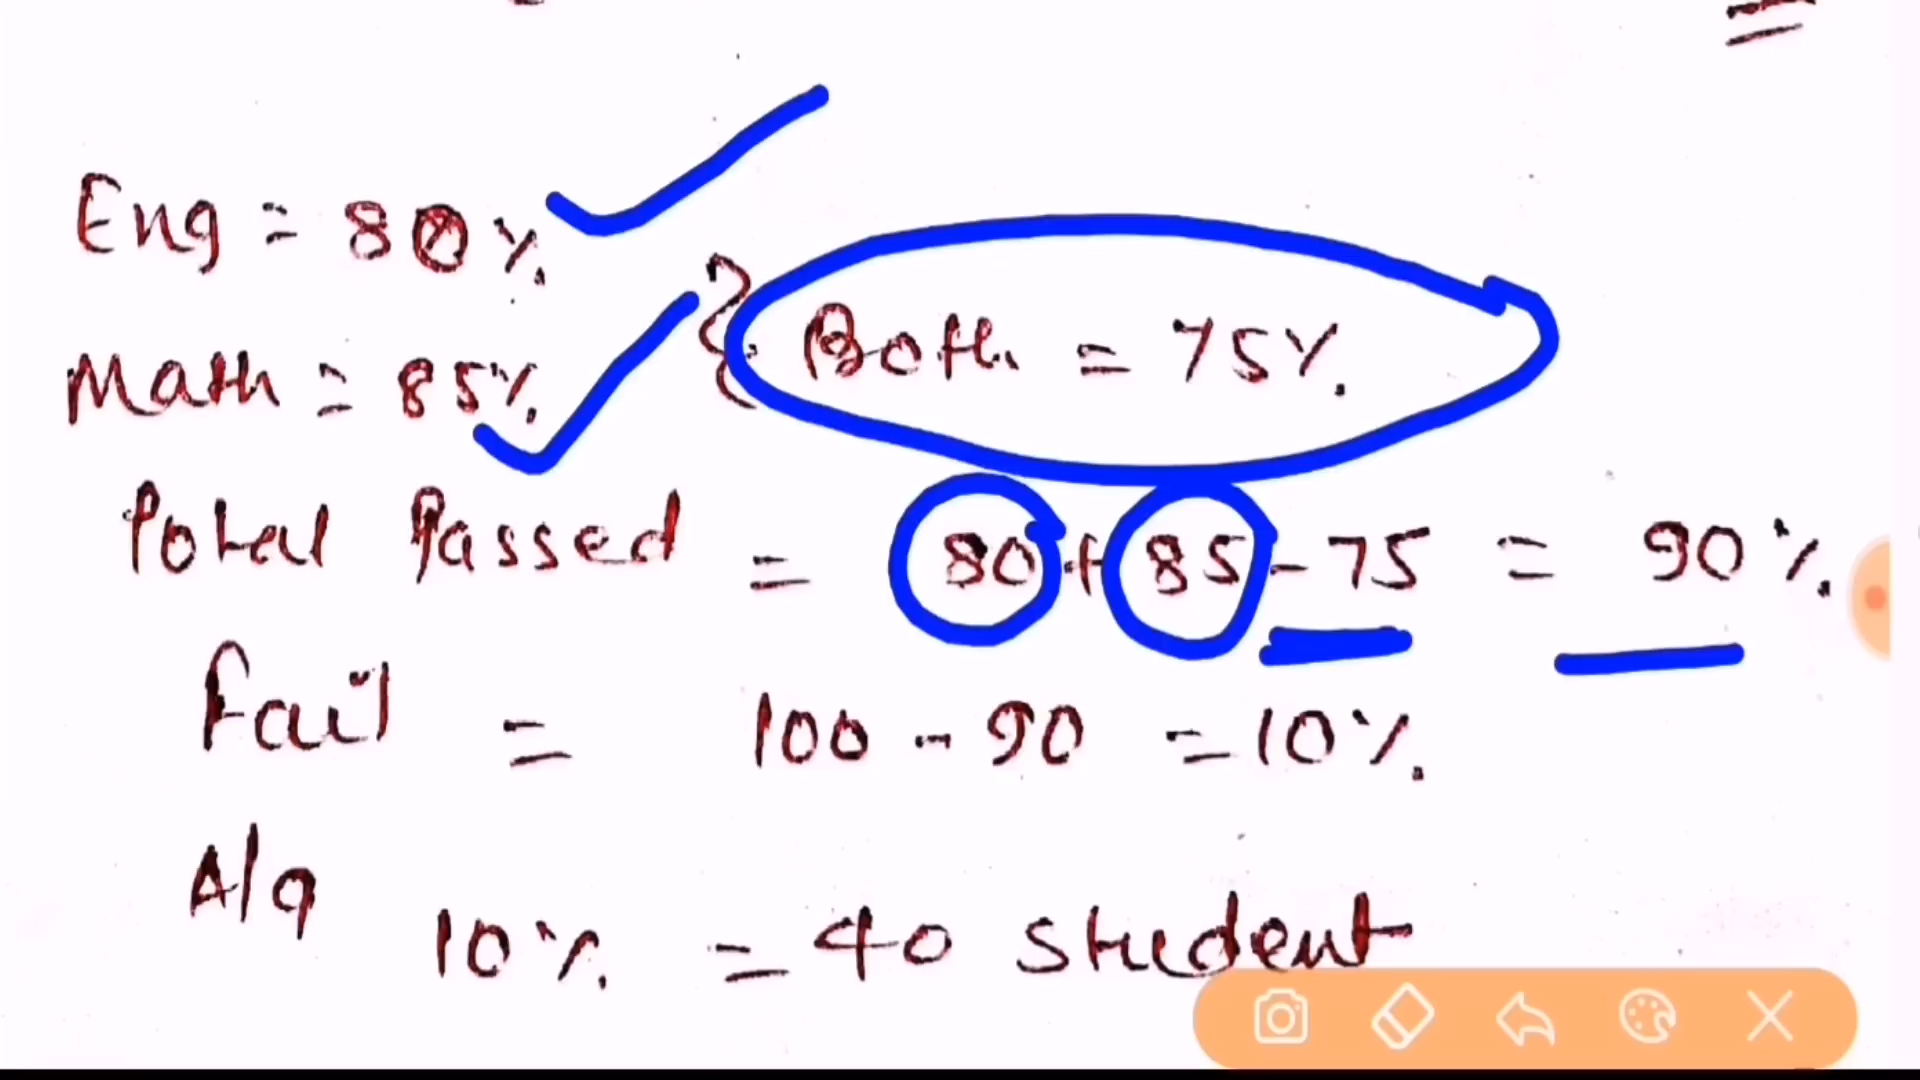 Eng = 80%
Math = 85%
} Both = 75%
Total Passed = 80 + 85 - 75 = 90%
Fail = 100 - 90 = 10%
A/q
10% = 40 student